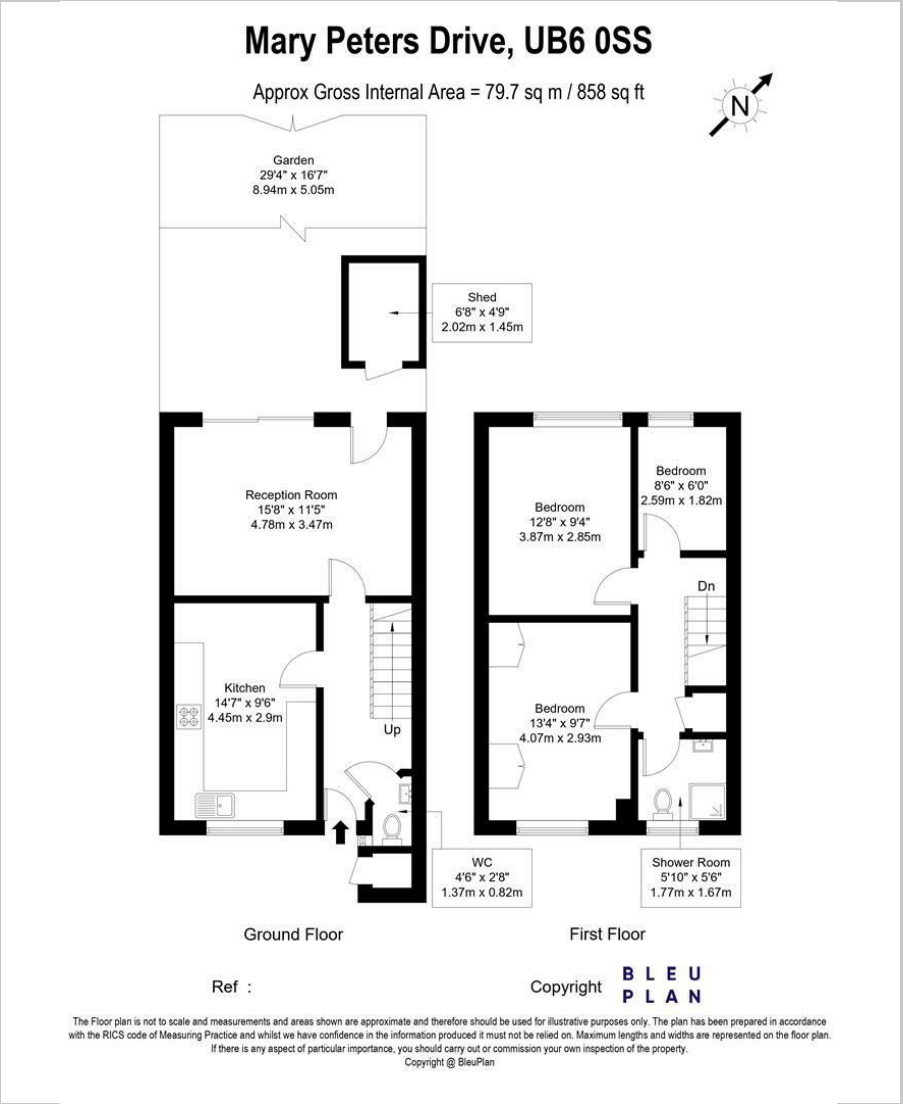 Mary Peters Drive, UB6 0SS
Approx Gross Internal Area = 79.7 sq m / 858 sq ft
N
Garden
29'4" x 16'7"
8.94m x 5.05m
Shed
6'8" x 4'9"
2.02m x 1.45m
Reception Room
15'8" x 11'5"
4.78m x 3.47m
Kitchen
14'7" x 9'6"
4.45m x 2.9m
Up
WC
4'6" x 2'8"
1.37m x 0.82m
Ground Floor
Bedroom
12'8" x 9'4"
3.87m x 2.85m
Bedroom
8'6" x 6'0"
2.59m x 1.82m
Dn
Bedroom
13'4" x 9'7"
4.07m x 2.93m
Shower Room
5'10" x 5'6"
1.77m x 1.67m
First Floor
Ref :
Copyright
BLEU
PLAN
The Floor plan is not to scale and measurements and areas shown are approximate and therefore should be used for illustrative purposes only. The plan has been prepared in accordance
with the RICS code of Measuring Practice and whilst we have confidence in the information produced it must not be relied on. Maximum lengths and widths are represented on the floor plan.
If there is any aspect of particular importance, you should carry out or commission your own inspection of the property.
Copyright @ BleuPlan